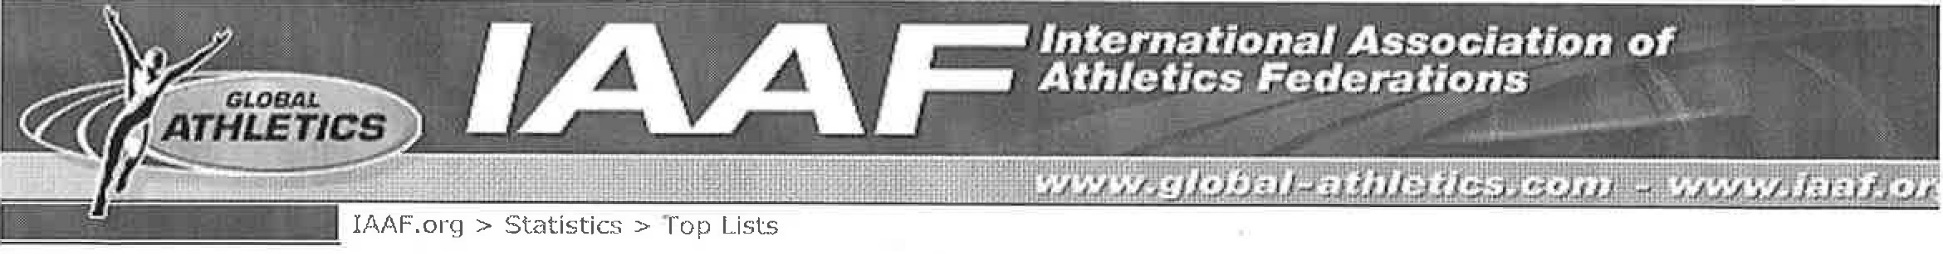 GLOBAL
ATHLETICS
IAAF
International Association of
Athletics Federations
www.global-athletics.com - www.iaaf.or
IAAF.org > Statistics > Top Lists